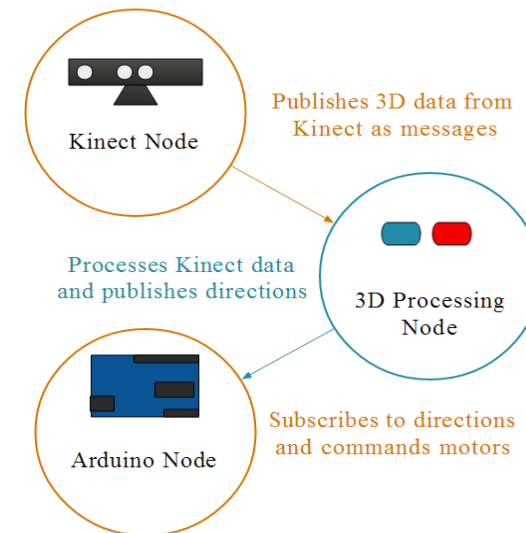 Kinect Node
Publishes 3D data from
Kinect as messages
Processes Kinect data
and publishes directions
3D Processing
Node
Arduino Node
Subscribes to directions
and commands motors